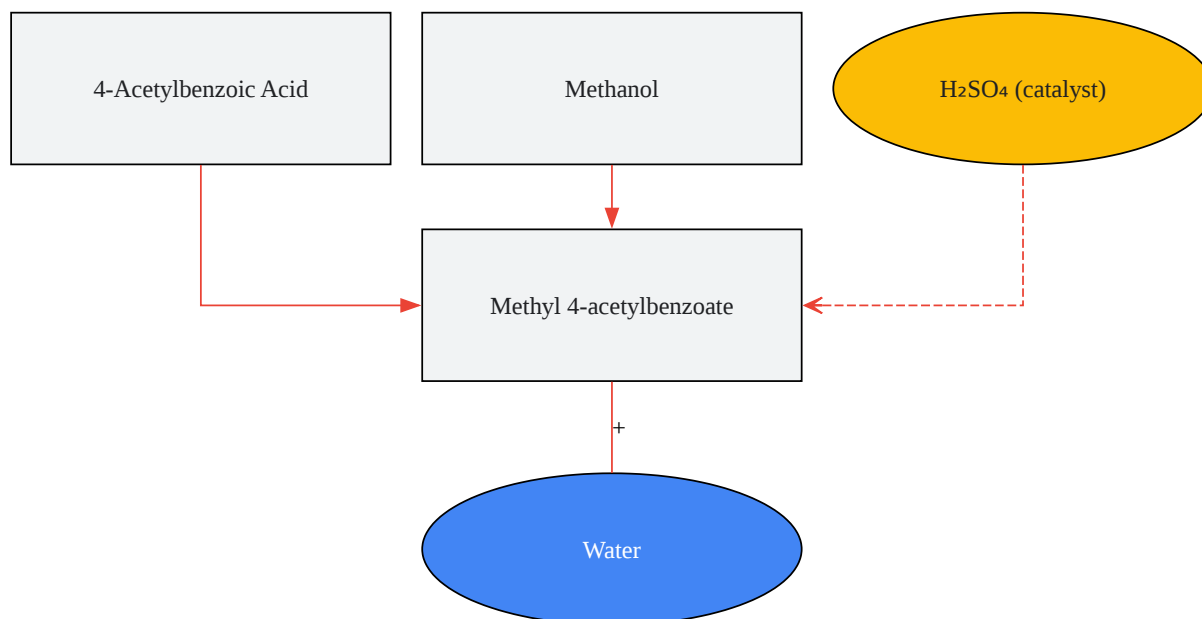 4-Acetylbenzoic Acid
Methanol
H₂SO₄ (catalyst)
Methyl 4-acetylbenzoate
+
Water